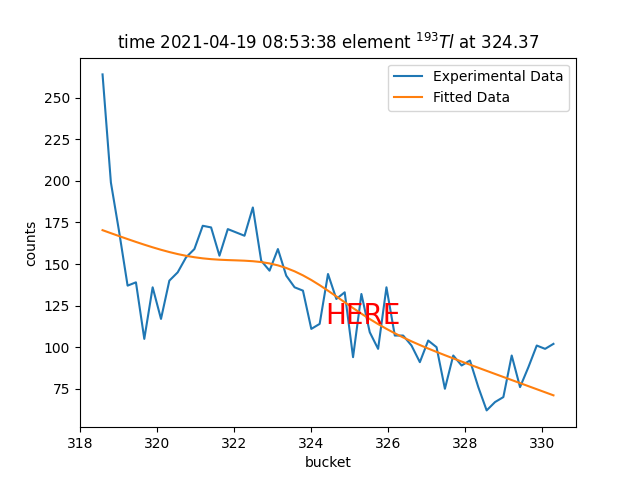 time 2021-04-19 08:53:38 element ¹⁹³Tl at 324.37
Experimental Data
Fitted Data
counts
250
225
200
175
150
125
100
75
HERE
318 320 322 324 326 328 330
bucket